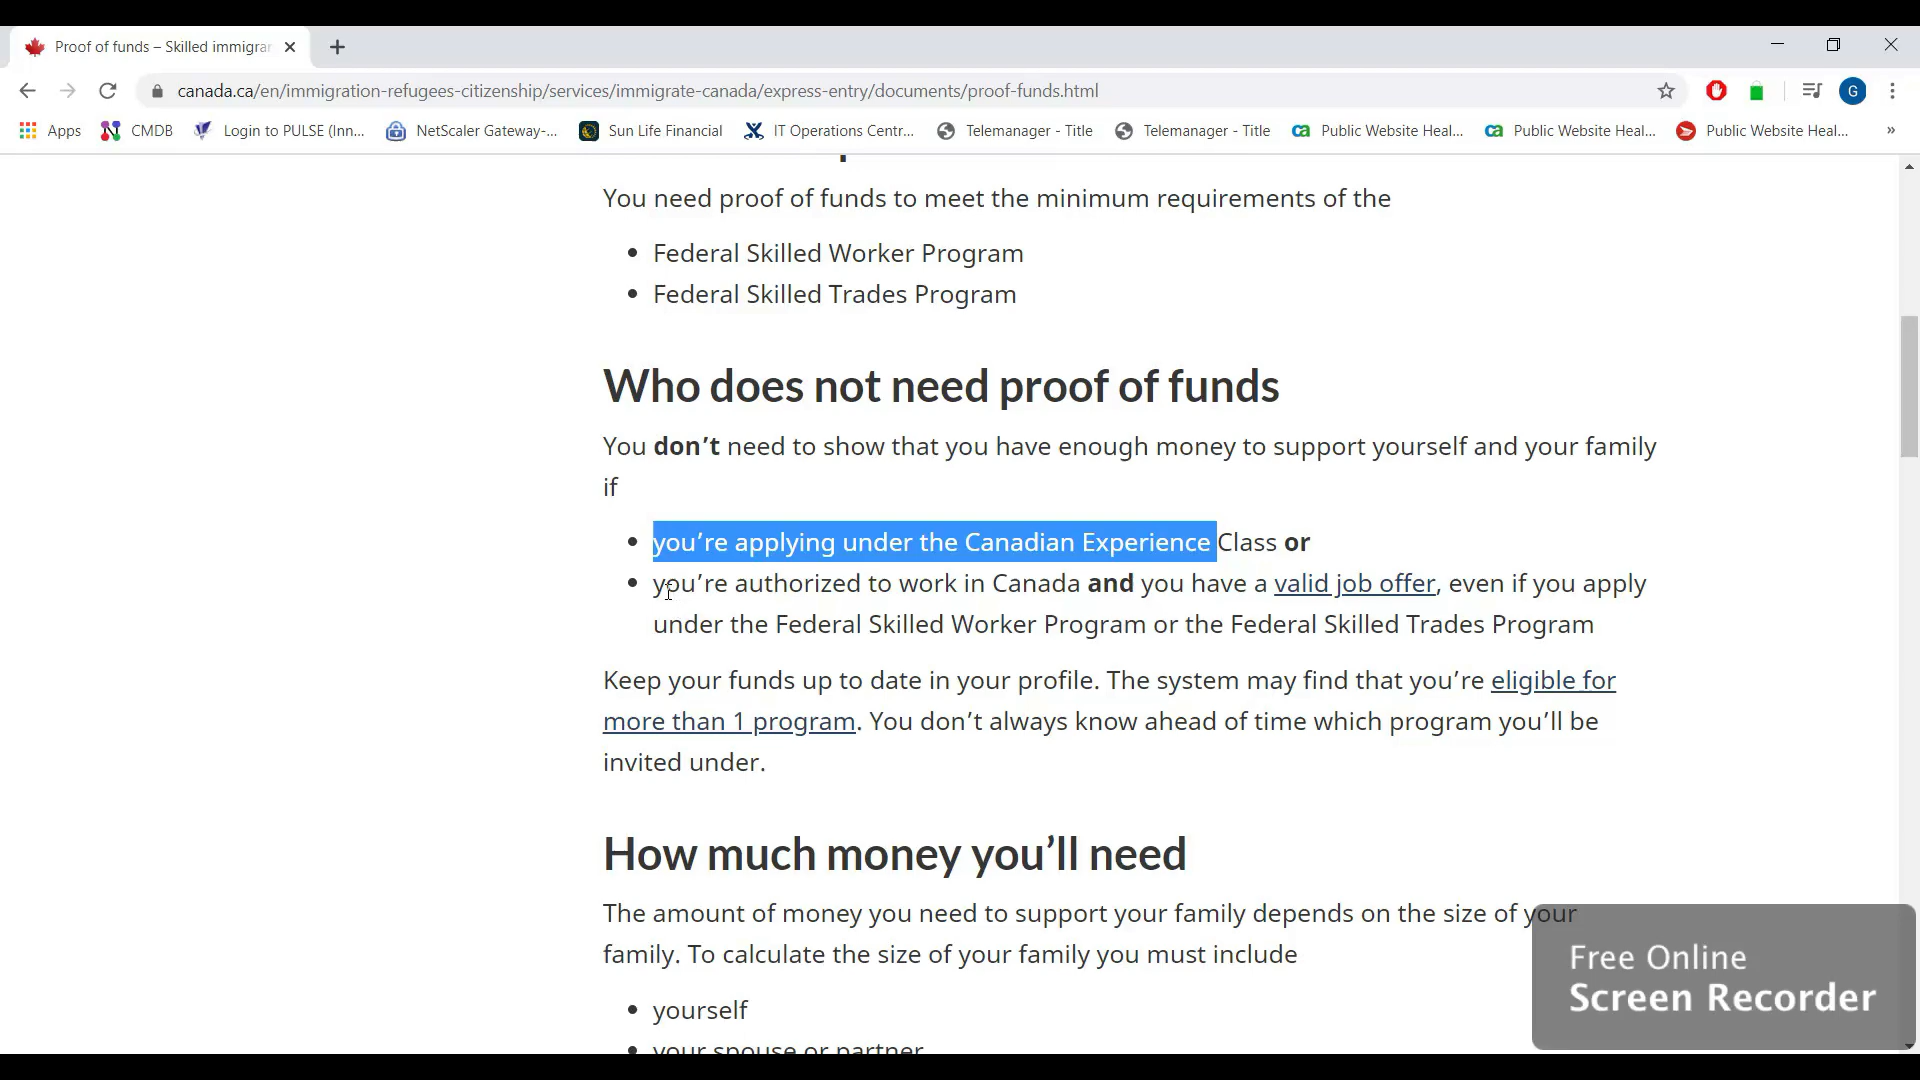 Proof of funds – Skilled immigra
canada.ca/en/immigration-refugees-citizenship/services/immigrate-canada/express-entry/documents/proof-funds.html
G
Apps
CMDB
Login to PULSE (Inn...
NetScaler Gateway-...
Sun Life Financial
IT Operations Centr...
Telemanager - Title
Telemanager - Title
Public Website Heal...
Public Website Heal...
Public Website Heal...
»
You need proof of funds to meet the minimum requirements of the
• Federal Skilled Worker Program
• Federal Skilled Trades Program
Who does not need proof of funds
You don’t need to show that you have enough money to support yourself and your family
if
• you’re applying under the Canadian Experience Class or
• you’re authorized to work in Canada and you have a valid job offer, even if you apply
under the Federal Skilled Worker Program or the Federal Skilled Trades Program
Keep your funds up to date in your profile. The system may find that you’re eligible for
more than 1 program. You don’t always know ahead of time which program you’ll be
invited under.
How much money you’ll need
The amount of money you need to support your family depends on the size of your
family. To calculate the size of your family you must include
• yourself
• your spouse or partner
Free Online
Screen Recorder